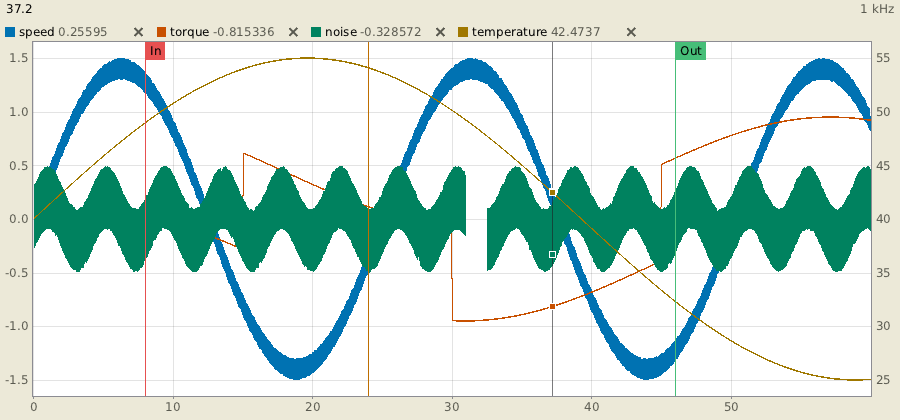 37.2 1 kHz
speed 0.25595 × torque -0.815336 × noise -0.328572 × temperature 42.4737 ×
In Out
1.5 55
1.0 50
0.5 45
0.0 40
-0.5 35
-1.0 30
-1.5 25
0 10 20 30 40 50